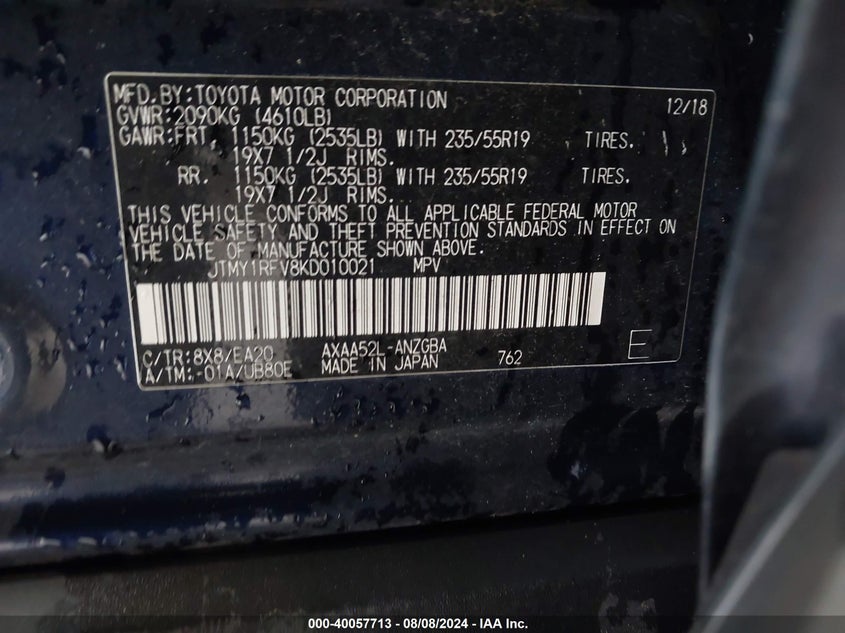 MFD.BY:TOYOTA MOTOR CORPORATION 12/18
GVWR:2090KG (4610LB)
GAWR:FRT, 1150KG (2535LB) WITH 235/55R19 TIRES.
19X7 1/2J RIMS.
RR. 1150KG (2535LB) WITH 235/55R19 TIRES.
19X7 1/2J RIMS.
THIS VEHICLE CONFORMS TO ALL APPLICABLE FEDERAL MOTOR
VEHICLE SAFETY AND THEFT PREVENTION STANDARDS IN EFFECT ON
THE DATE OF MANUFACTURE SHOWN ABOVE.
JTMY1RFV8KD010021 MPV
C/TR:8X8/EA20 AXAA52L-ANZGBA
A/TM:-01A/UB80E MADE IN JAPAN 762 E
000-40057713 - 08/08/2024 - IAA Inc.